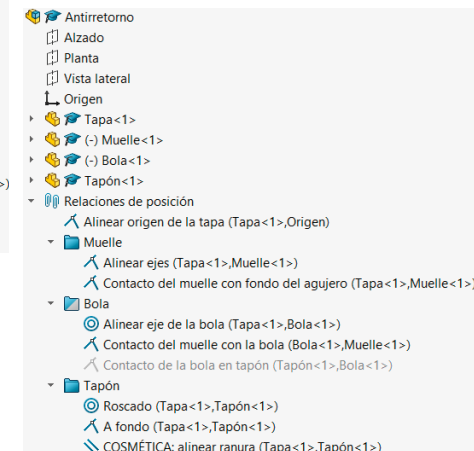 Antirretorno
Alzado
Planta
Vista lateral
Origen
Tapa<1>
(-) Muelle<1>
(-) Bola<1>
>)
Tapón<1>
Relaciones de posición
Alinear origen de la tapa (Tapa<1>,Origen)
Muelle
Alinear ejes (Tapa<1>,Muelle<1>)
Contacto del muelle con fondo del agujero (Tapa<1>,Muelle<1>)
Bola
Alinear eje de la bola (Tapa<1>,Bola<1>)
Contacto del muelle con la bola (Bola<1>,Muelle<1>)
Contacto de la bola en tapón (Tapón<1>,Bola<1>)
Tapón
Roscado (Tapa<1>,Tapón<1>)
A fondo (Tapa<1>,Tapón<1>)
COSMÉTICA: alinear ranura (Tapa<1>,Tapón<1>)